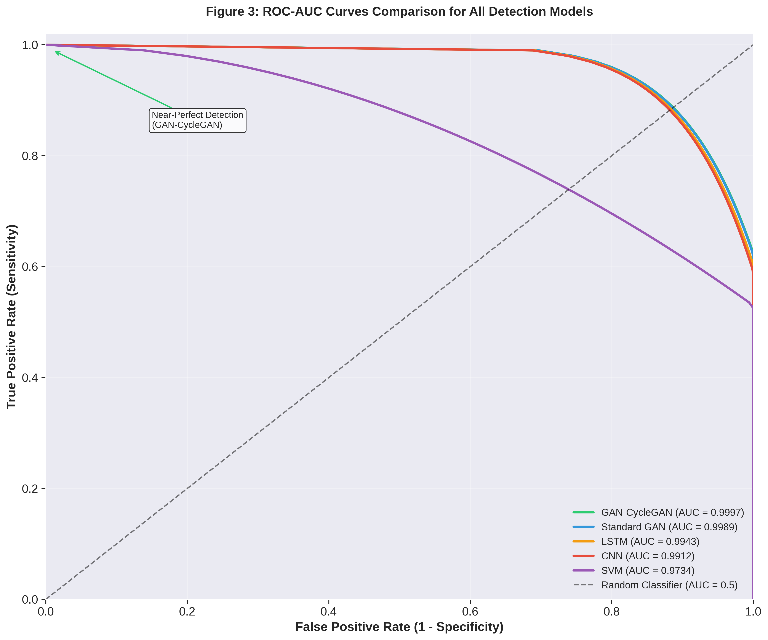 Figure 3: ROC-AUC Curves Comparison for All Detection Models
1.0
0.8
0.6
0.4
0.2
0.0
True Positive Rate (Sensitivity)
Near-Perfect Detection
(GAN-CycleGAN)
GAN-CycleGAN (AUC = 0.9997)
Standard GAN (AUC = 0.9989)
LSTM (AUC = 0.9943)
CNN (AUC = 0.9912)
SVM (AUC = 0.9734)
Random Classifier (AUC = 0.5)
0.0 0.2 0.4 0.6 0.8 1.0
False Positive Rate (1 - Specificity)